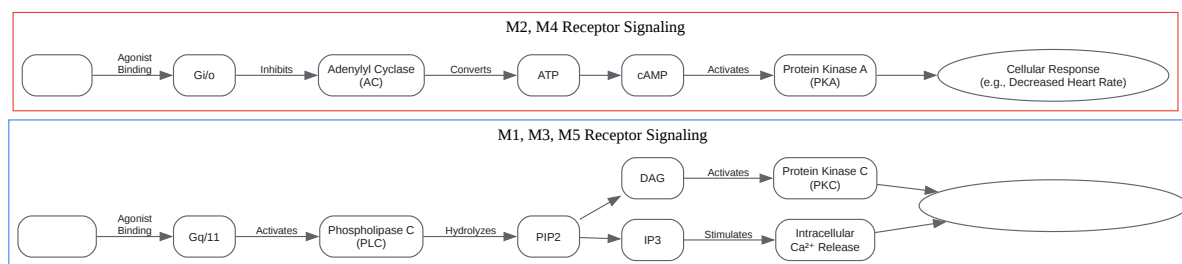 M2, M4 Receptor Signaling
Agonist
Binding
Gi/o
Inhibits
Adenylyl Cyclase
(AC)
Converts
ATP
cAMP
Activates
Protein Kinase A
(PKA)
Cellular Response
(e.g., Decreased Heart Rate)
M1, M3, M5 Receptor Signaling
Agonist
Binding
Gq/11
Activates
Phospholipase C
(PLC)
Hydrolyzes
PIP2
DAG
Activates
Protein Kinase C
(PKC)
IP3
Stimulates
Intracellular
Ca²⁺ Release